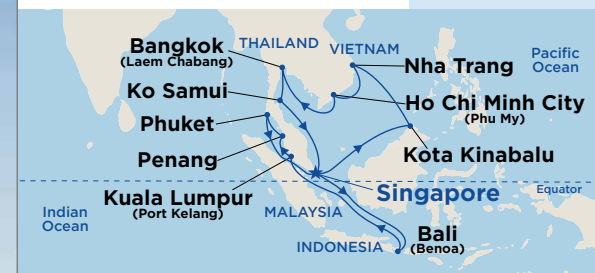 Bangkok
(Laem Chabang)
THAILAND
VIETNAM
Pacific
Ocean
Nha Trang
Ko Samui
Ho Chi Minh City
(Phu My)
Phuket
Penang
Kota Kinabalu
Kuala Lumpur
(Port Kelang)
Singapore
Equator
Indian
Ocean
MALAYSIA
INDONESIA
Bali
(Benoa)